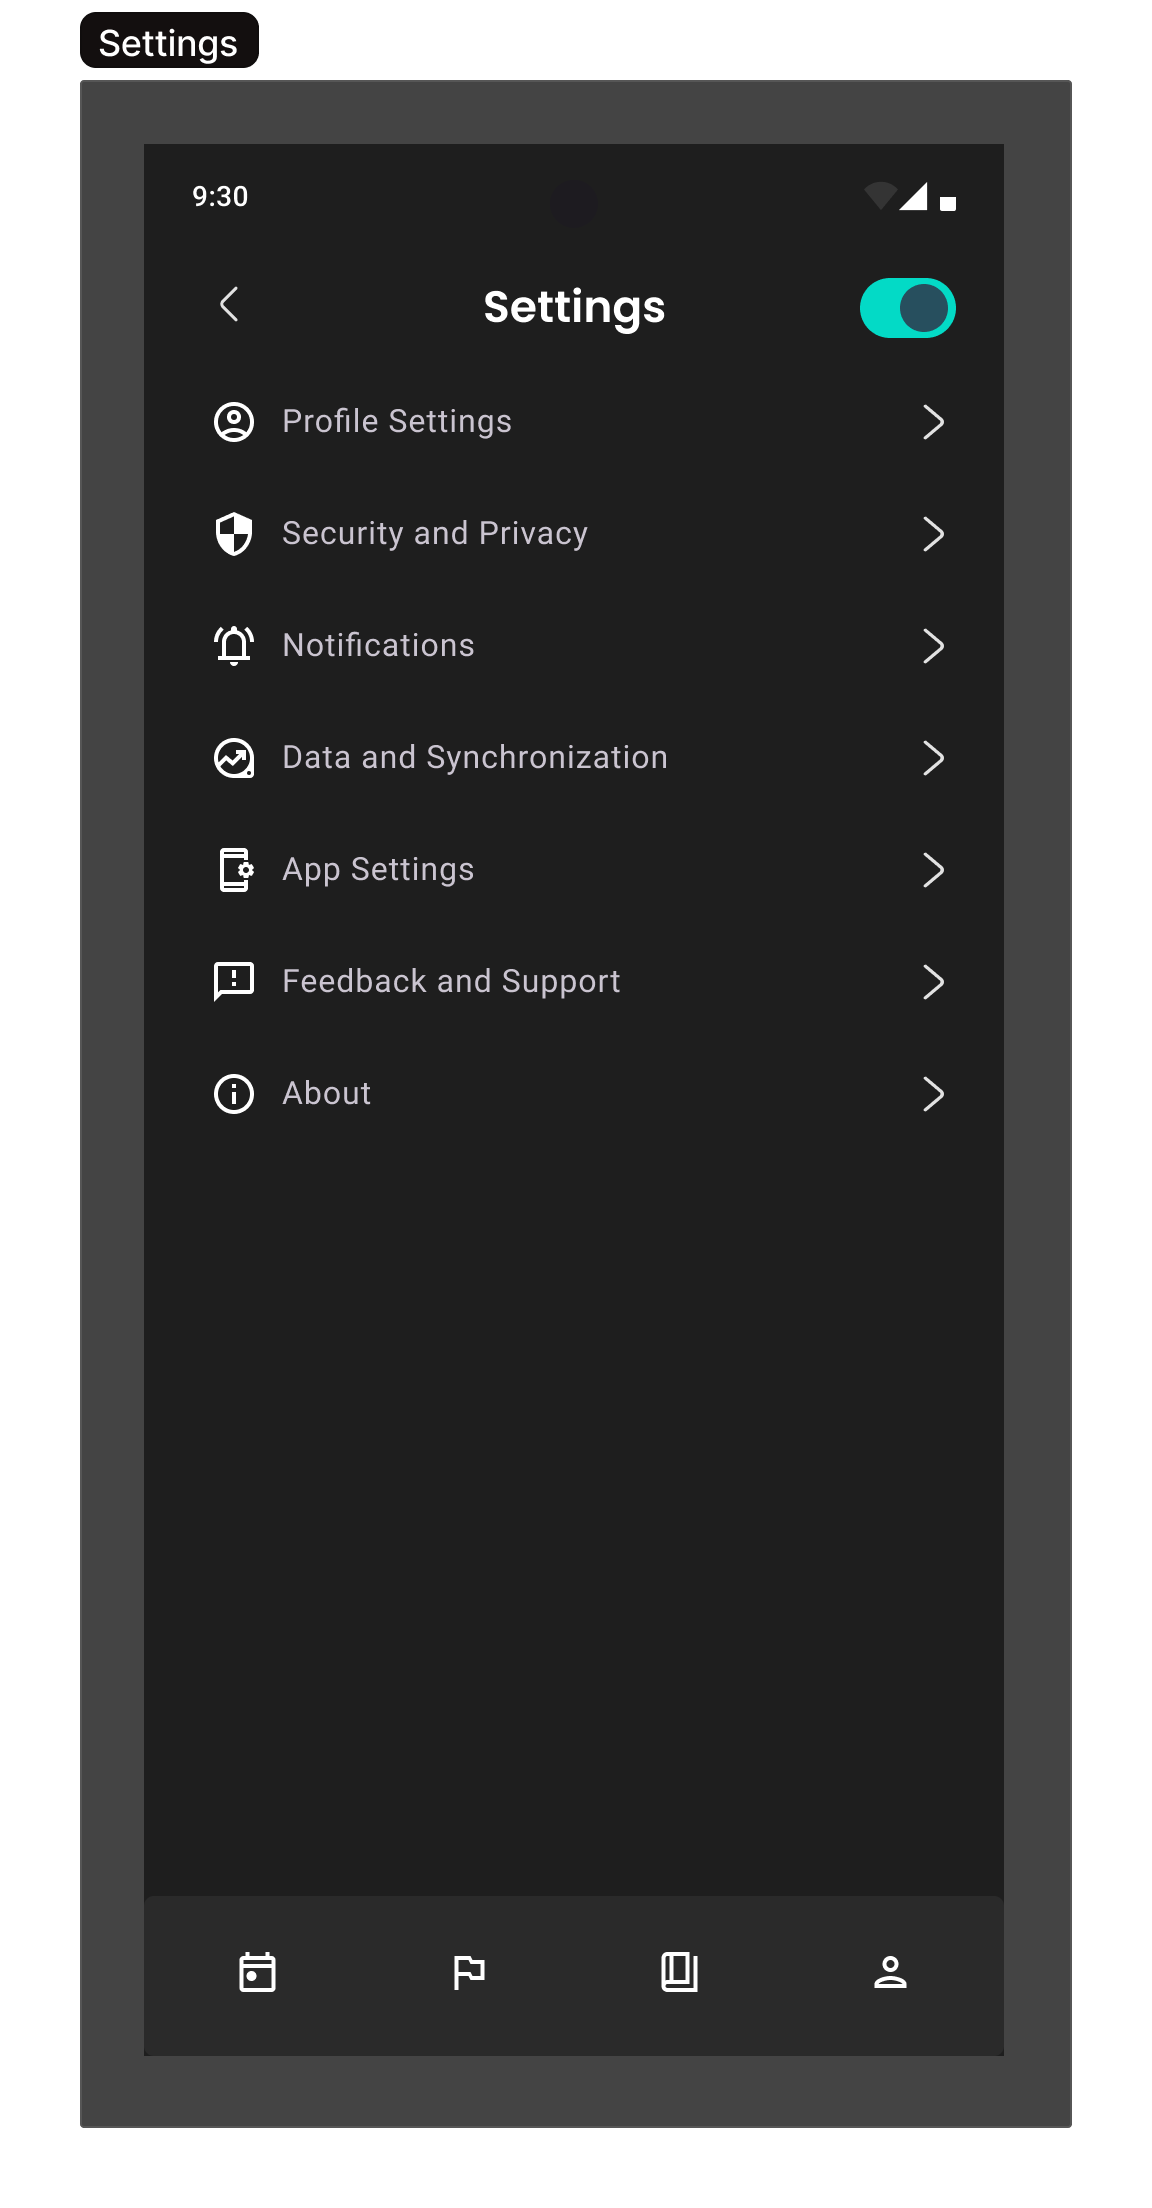 Settings
9:30
Settings
Profile Settings
Security and Privacy
Notifications
Data and Synchronization
App Settings
Feedback and Support
About